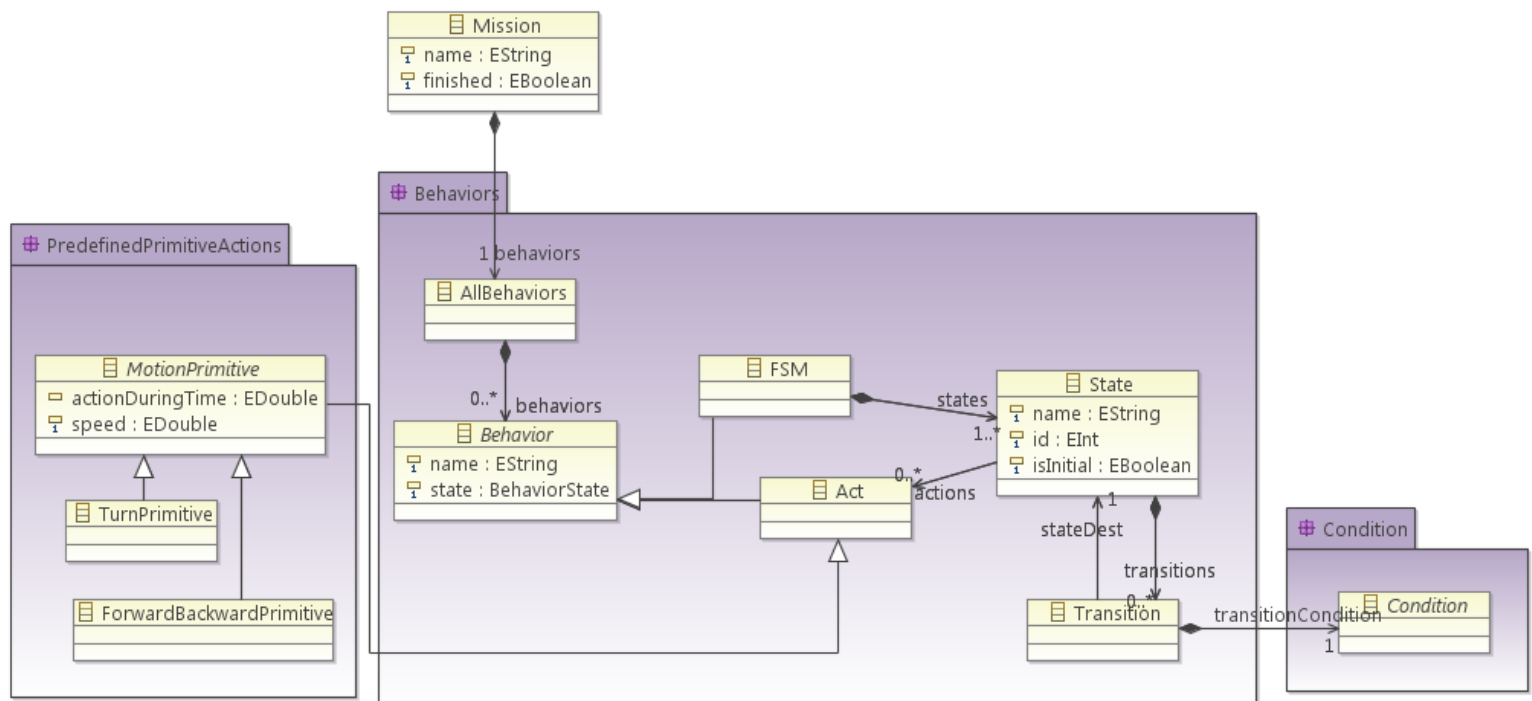 Mission
name : EString
finished : EBoolean
Behaviors
PredefinedPrimitiveActions
1 behaviors
AllBehaviors
MotionPrimitive
actionDuringTime : EDouble
speed : EDouble
0..*
behaviors
Behavior
name : EString
state : BehaviorState
FSM
states
1..*
State
name : EString
id : EInt
isInitial : EBoolean
0..*
actions
Act
1
stateDest
transitions
0..*
TurnPrimitive
ForwardBackwardPrimitive
Transition
transitionCondition
1
Condition
Condition